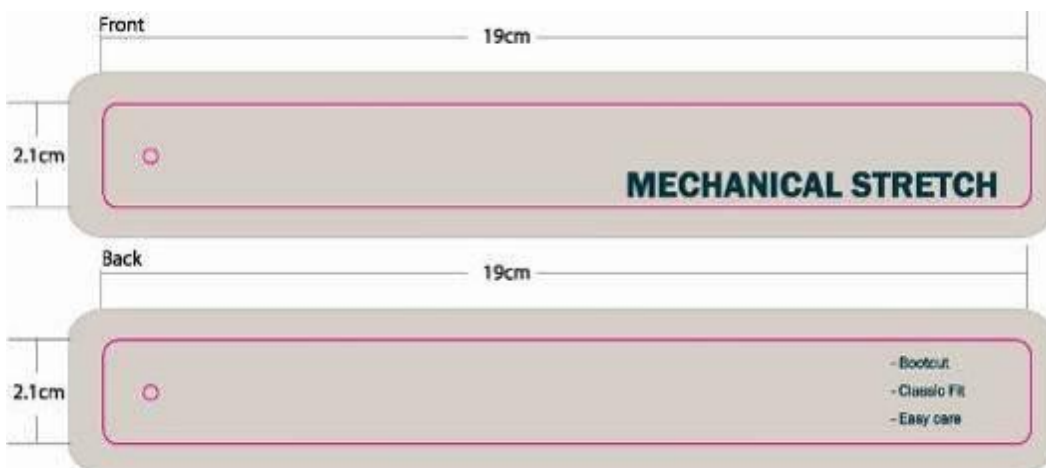 Front
19cm
2.1cm
MECHANICAL STRETCH
Back
19cm
2.1cm
- Bootcut
- Classic Fit
- Easy care